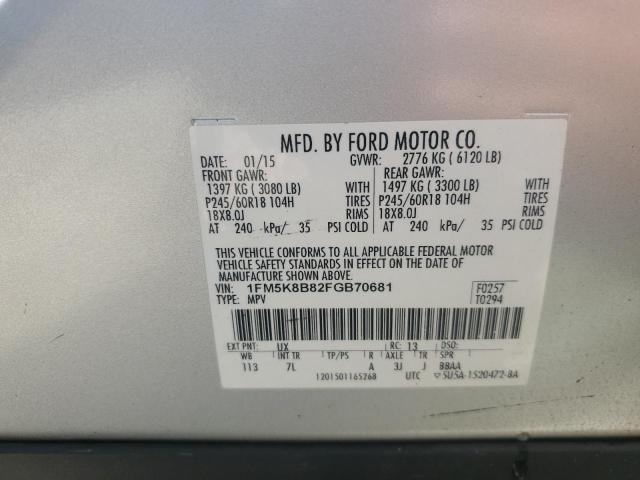 MFD. BY FORD MOTOR CO.
DATE: 01/15 GVWR: 2776 KG ( 6120 LB)
FRONT GAWR: REAR GAWR:
1397 KG ( 3080 LB) WITH 1497 KG ( 3300 LB) WITH
P245/60R18 104H TIRES P245/60R18 104H TIRES
18X8.0J RIMS 18X8.0J RIMS
AT 240 kPa/ 35 PSI COLD AT 240 kPa/ 35 PSI COLD
THIS VEHICLE CONFORMS TO ALL APPLICABLE FEDERAL MOTOR
VEHICLE SAFETY STANDARDS IN EFFECT ON THE DATE OF
MANUFACTURE SHOWN ABOVE.
VIN: 1FM5K8B82FGB70681 F0257
TYPE: MPV T0294
EXT PNT: UX RC: 13 DSO:
WB INT TR TP/PS R AXLE TR SPR
113 7L A 3J J BBAA
1201501165268 UTC 5U5A-1520472-BA